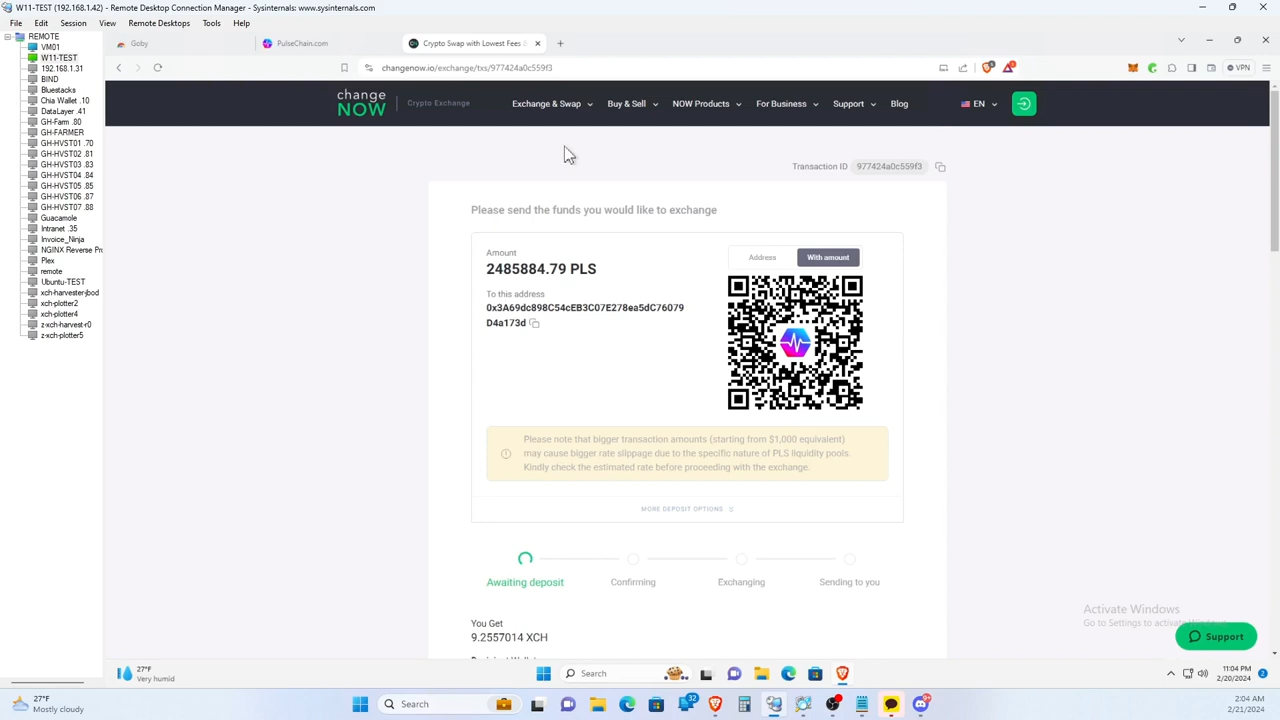 W11-TEST (192.168.1.42) - Remote Desktop Connection Manager - Sysinternals: www.sysinternals.com
File Edit Session View Remote Desktops Tools Help
REMOTE
VM01
W11-TEST
192.168.1.31
BIND
Bluestacks
Chia Wallet .10
DataLayer .41
GH-Farm .80
GH-FARMER
GH-HVST01 .70
GH-HVST02 .81
GH-HVST03 .83
GH-HVST04 .84
GH-HVST05 .85
GH-HVST06 .87
GH-HVST07 .88
Guacamole
Intranet .35
Invoice_Ninja
NGINX Reverse Pr
Plex
remote
Ubuntu-TEST
xch-harvester-jbod
xch-plotter2
xch-plotter4
z-xch-harvest-r0
z-xch-plotter5
Goby
PulseChain.com
Crypto Swap with Lowest Fees &
changenow.io/exchange/txs/977424a0c559f3
VPN
change
NOW
Crypto Exchange
Exchange & Swap Buy & Sell NOW Products For Business Support Blog
EN
Transaction ID 977424a0c559f3
Please send the funds you would like to exchange
Amount
2485884.79 PLS
To this address
0x3A69dc898C54cEB3C07E278ea5dC76079
D4a173d
Address With amount
Please note that bigger transaction amounts (starting from $1,000 equivalent)
may cause bigger rate slippage due to the specific nature of PLS liquidity pools.
Kindly check the estimated rate before proceeding with the exchange.
MORE DEPOSIT OPTIONS
Awaiting deposit Confirming Exchanging Sending to you
You Get
9.2557014 XCH
Activate Windows
Go to Settings to activate
Support
27°F
Very humid
Search
11:04 PM
2/20/2024
2
27°F
Mostly cloudy
Search
32
9+
2:04 AM
2/21/2024